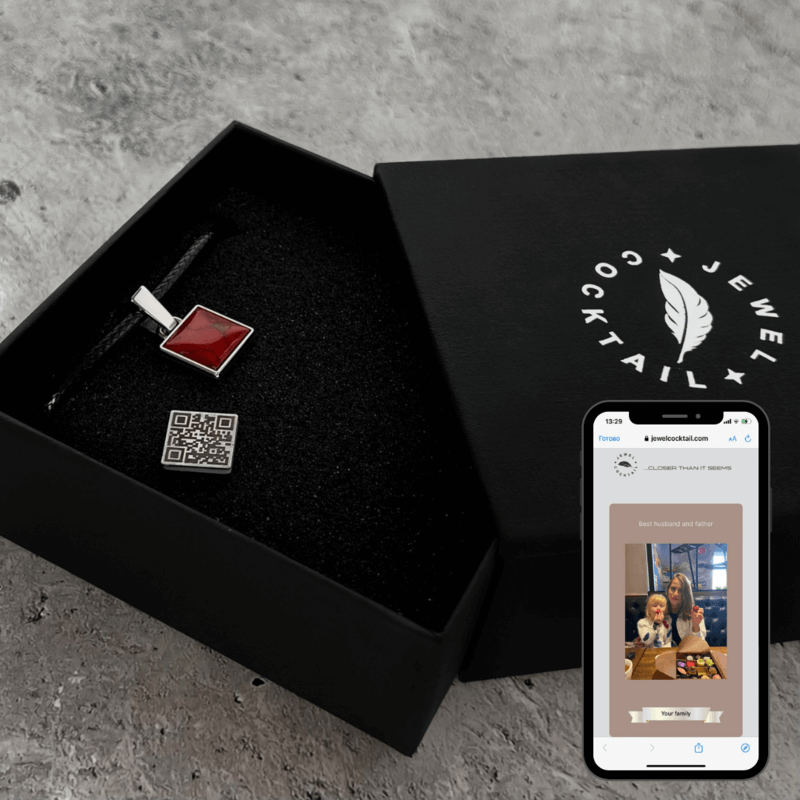 JEWEL
COCKTAIL
13:29
Готово
jewelcocktail.com
AA
JEWEL
COCKTAIL
...CLOSER THAN IT SEEMS
Best husband and father
Your family